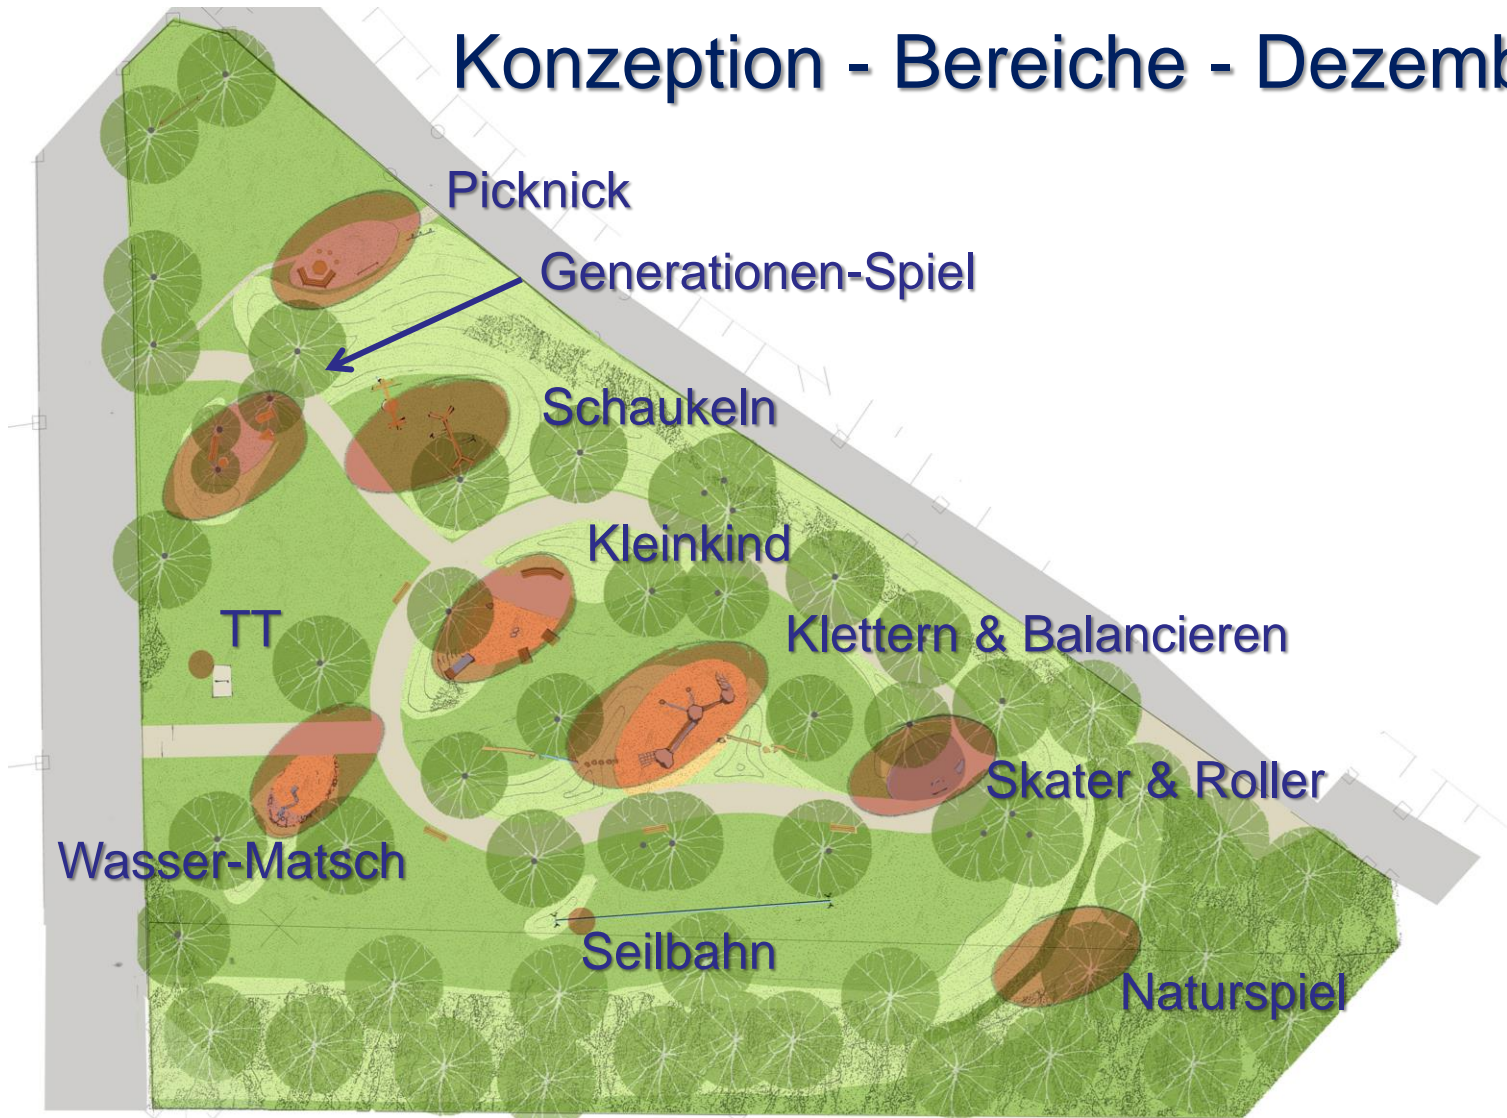 Konzeption - Bereiche - Dezemb
Picknick
Generationen-Spiel
Schaukeln
Kleinkind
TT
Klettern & Balancieren
Skater & Roller
Wasser-Matsch
Seilbahn
Naturspiel